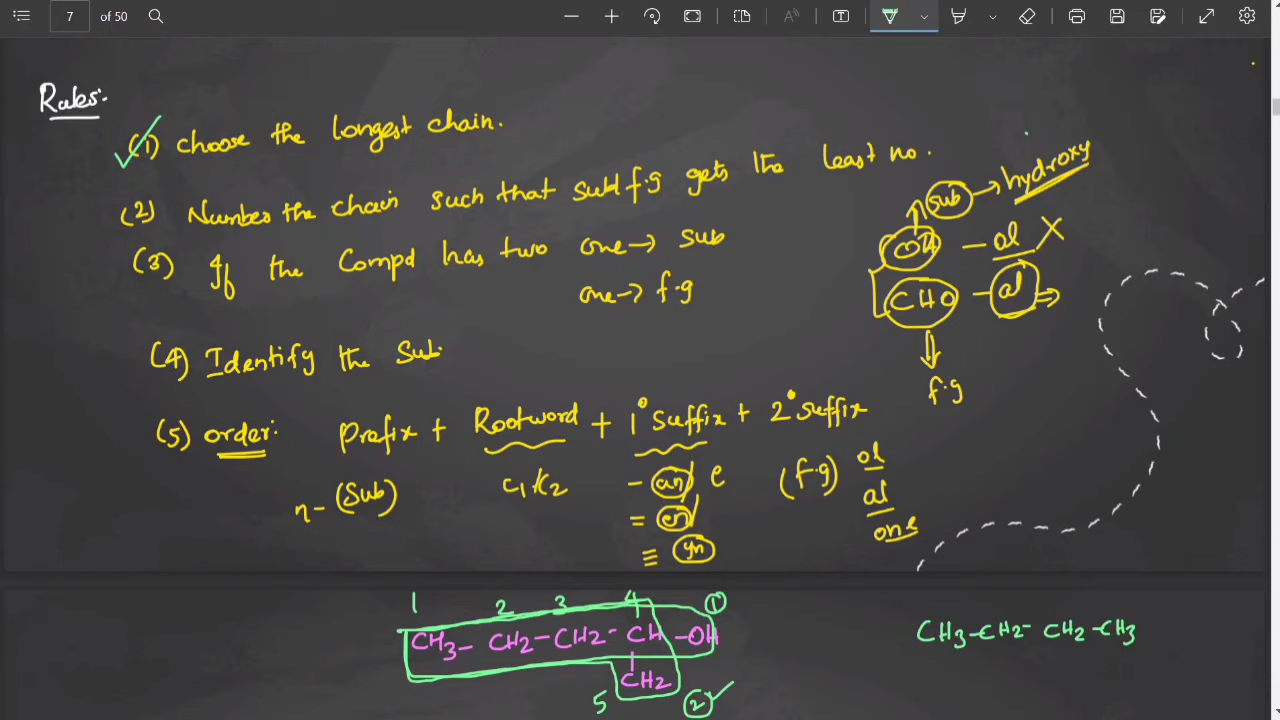 7 of 50
Rules:-
(1) choose the longest chain.
(2) Number the chain such that sub/f.g gets the least no.
(3) If the compd has two one → sub
one → f.g
OH - ol X
sub → hydroxy
CHO - al ⇒
f.g
(4) Identify the sub.
(5) order: prefix + Rootword + 1° suffix + 2° suffix
n- (sub) C1/C2 - an/ e (f.g) ol
= en/ al
≡ yn one
1 2 3 4 ①
CH3- CH2-CH2- CH -OH
CH2
5 ②
CH3-CH2- CH2-CH3